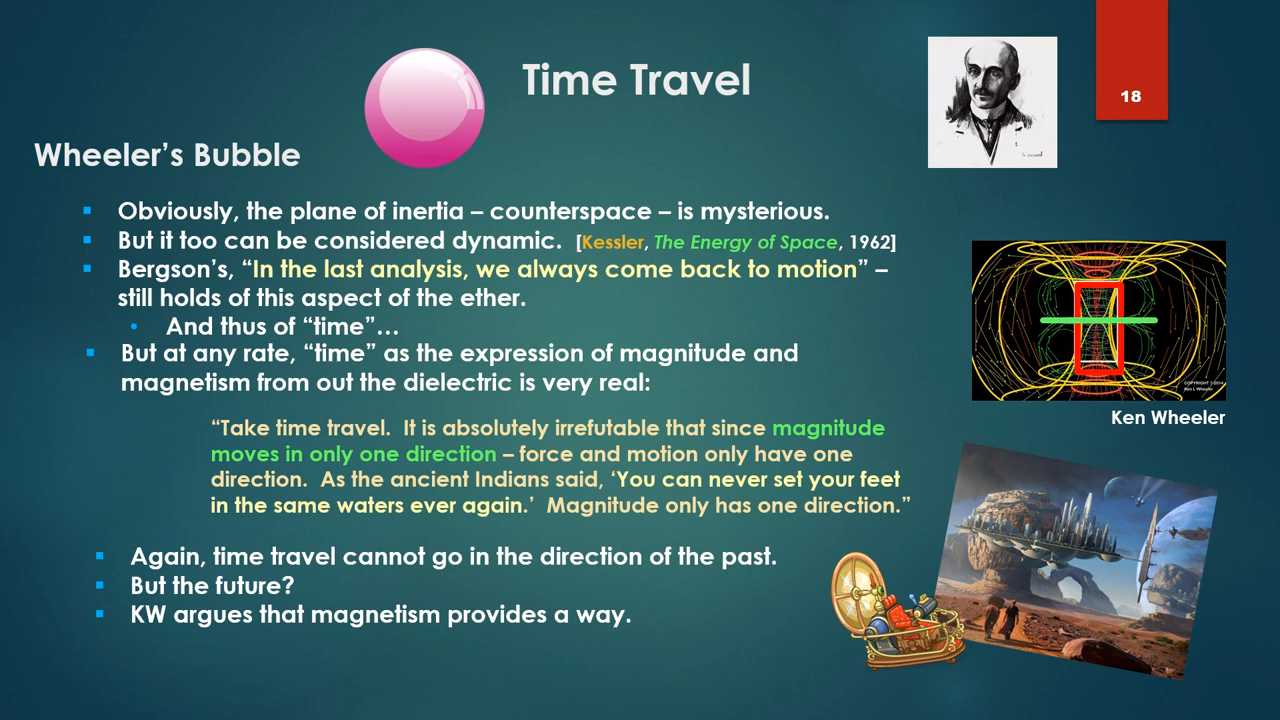 Time Travel
18
Wheeler's Bubble
▪ Obviously, the plane of inertia – counterspace – is mysterious.
▪ But it too can be considered dynamic. [Kessler, The Energy of Space, 1962]
▪ Bergson's, “In the last analysis, we always come back to motion” –
still holds of this aspect of the ether.
• And thus of “time”…
▪ But at any rate, “time” as the expression of magnitude and
magnetism from out the dielectric is very real:
“Take time travel. It is absolutely irrefutable that since magnitude
moves in only one direction – force and motion only have one
direction. As the ancient Indians said, ‘You can never set your feet
in the same waters ever again.’ Magnitude only has one direction.”
▪ Again, time travel cannot go in the direction of the past.
▪ But the future?
▪ KW argues that magnetism provides a way.
Ken Wheeler